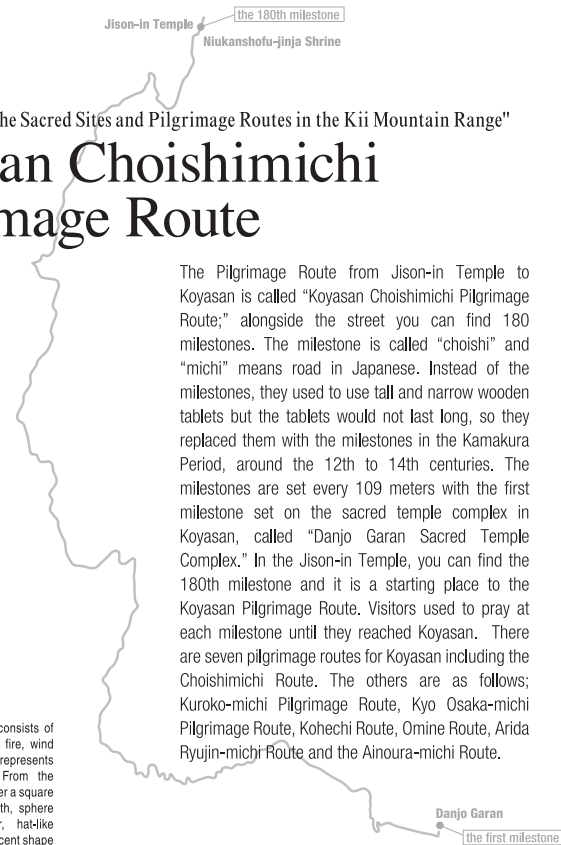 the 180th milestone
Jison-in Temple
Niukanshofu-jinja Shrine
he Sacred Sites and Pilgrimage Routes in the Kii Mountain Range"
an Choishimichi
mage Route
The Pilgrimage Route from Jison-in Temple to
Koyasan is called “Koyasan Choishimichi Pilgrimage
Route;” alongside the street you can find 180
milestones. The milestone is called “choishi” and
“michi” means road in Japanese. Instead of the
milestones, they used to use tall and narrow wooden
tablets but the tablets would not last long, so they
replaced them with the milestones in the Kamakura
Period, around the 12th to 14th centuries. The
milestones are set every 109 meters with the first
milestone set on the sacred temple complex in
Koyasan, called “Danjo Garan Sacred Temple
Complex.” In the Jison-in Temple, you can find the
180th milestone and it is a starting place to the
Koyasan Pilgrimage Route. Visitors used to pray at
each milestone until they reached Koyasan. There
are seven pilgrimage routes for Koyasan including the
Choishimichi Route. The others are as follows;
Kuroko-michi Pilgrimage Route, Kyo Osaka-michi
Pilgrimage Route, Kohechi Route, Omine Route, Arida
Ryujin-michi Route and the Ainoura-michi Route.
consists of
fire, wind
represents
From the
er a square
th, sphere
r, hat-like
cent shape
Danjo Garan
the first milestone